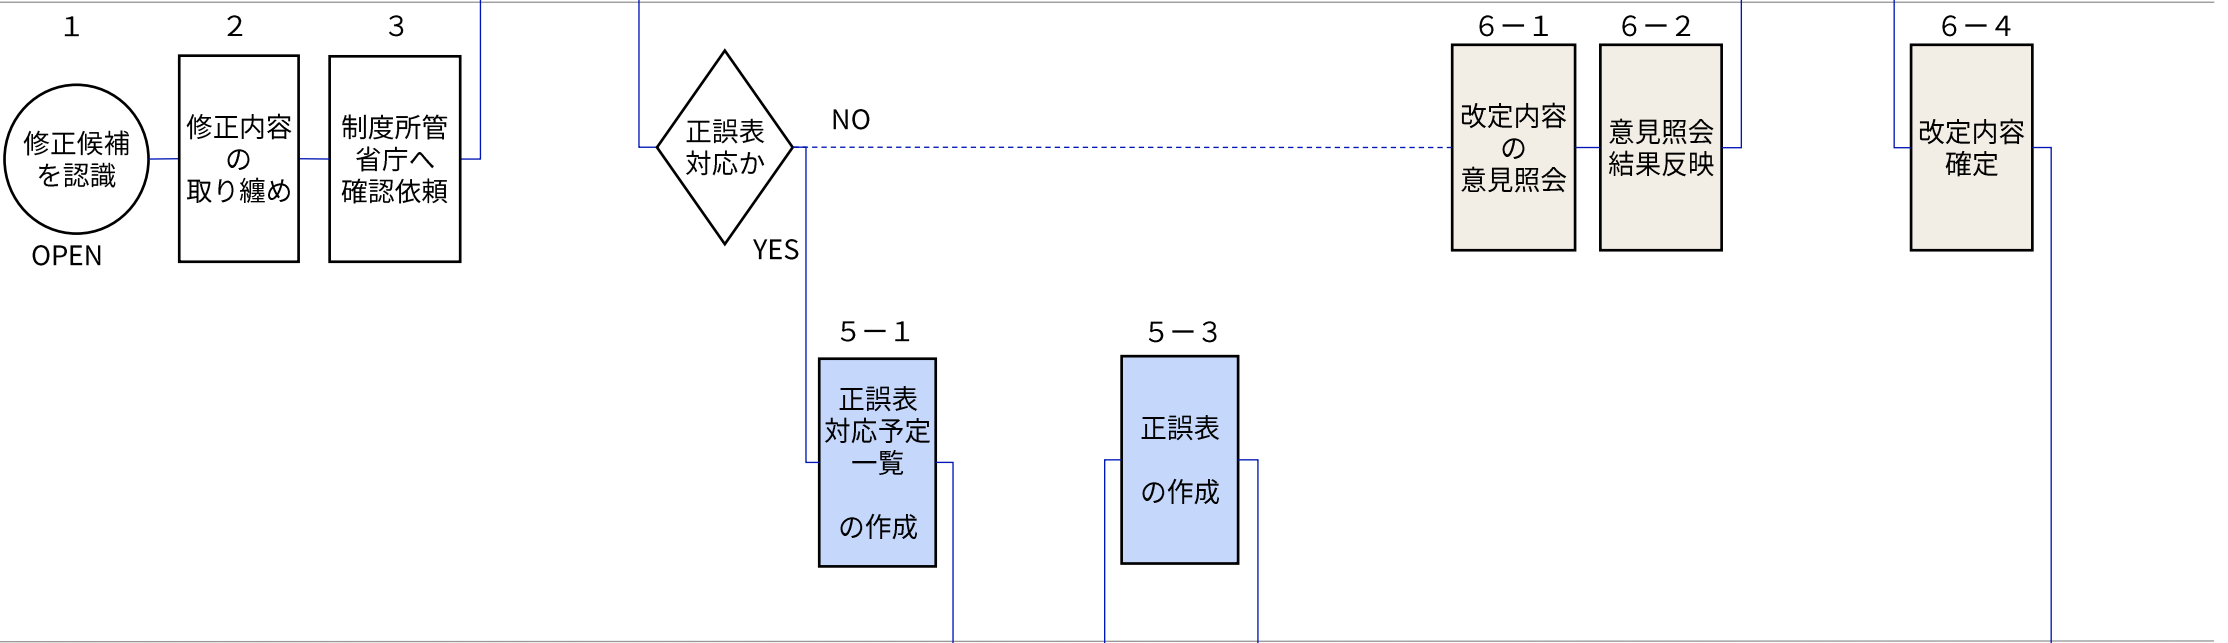 １
修正候補
を認識
OPEN
２
修正内容
の
取り纏め
３
制度所管
省庁へ
確認依頼
正誤表
対応か
NO
YES
５－１
正誤表
対応予定
一覧
の作成
５－３
正誤表
の作成
６－１
改定内容
の
意見照会
６－２
意見照会
結果反映
６－４
改定内容
確定